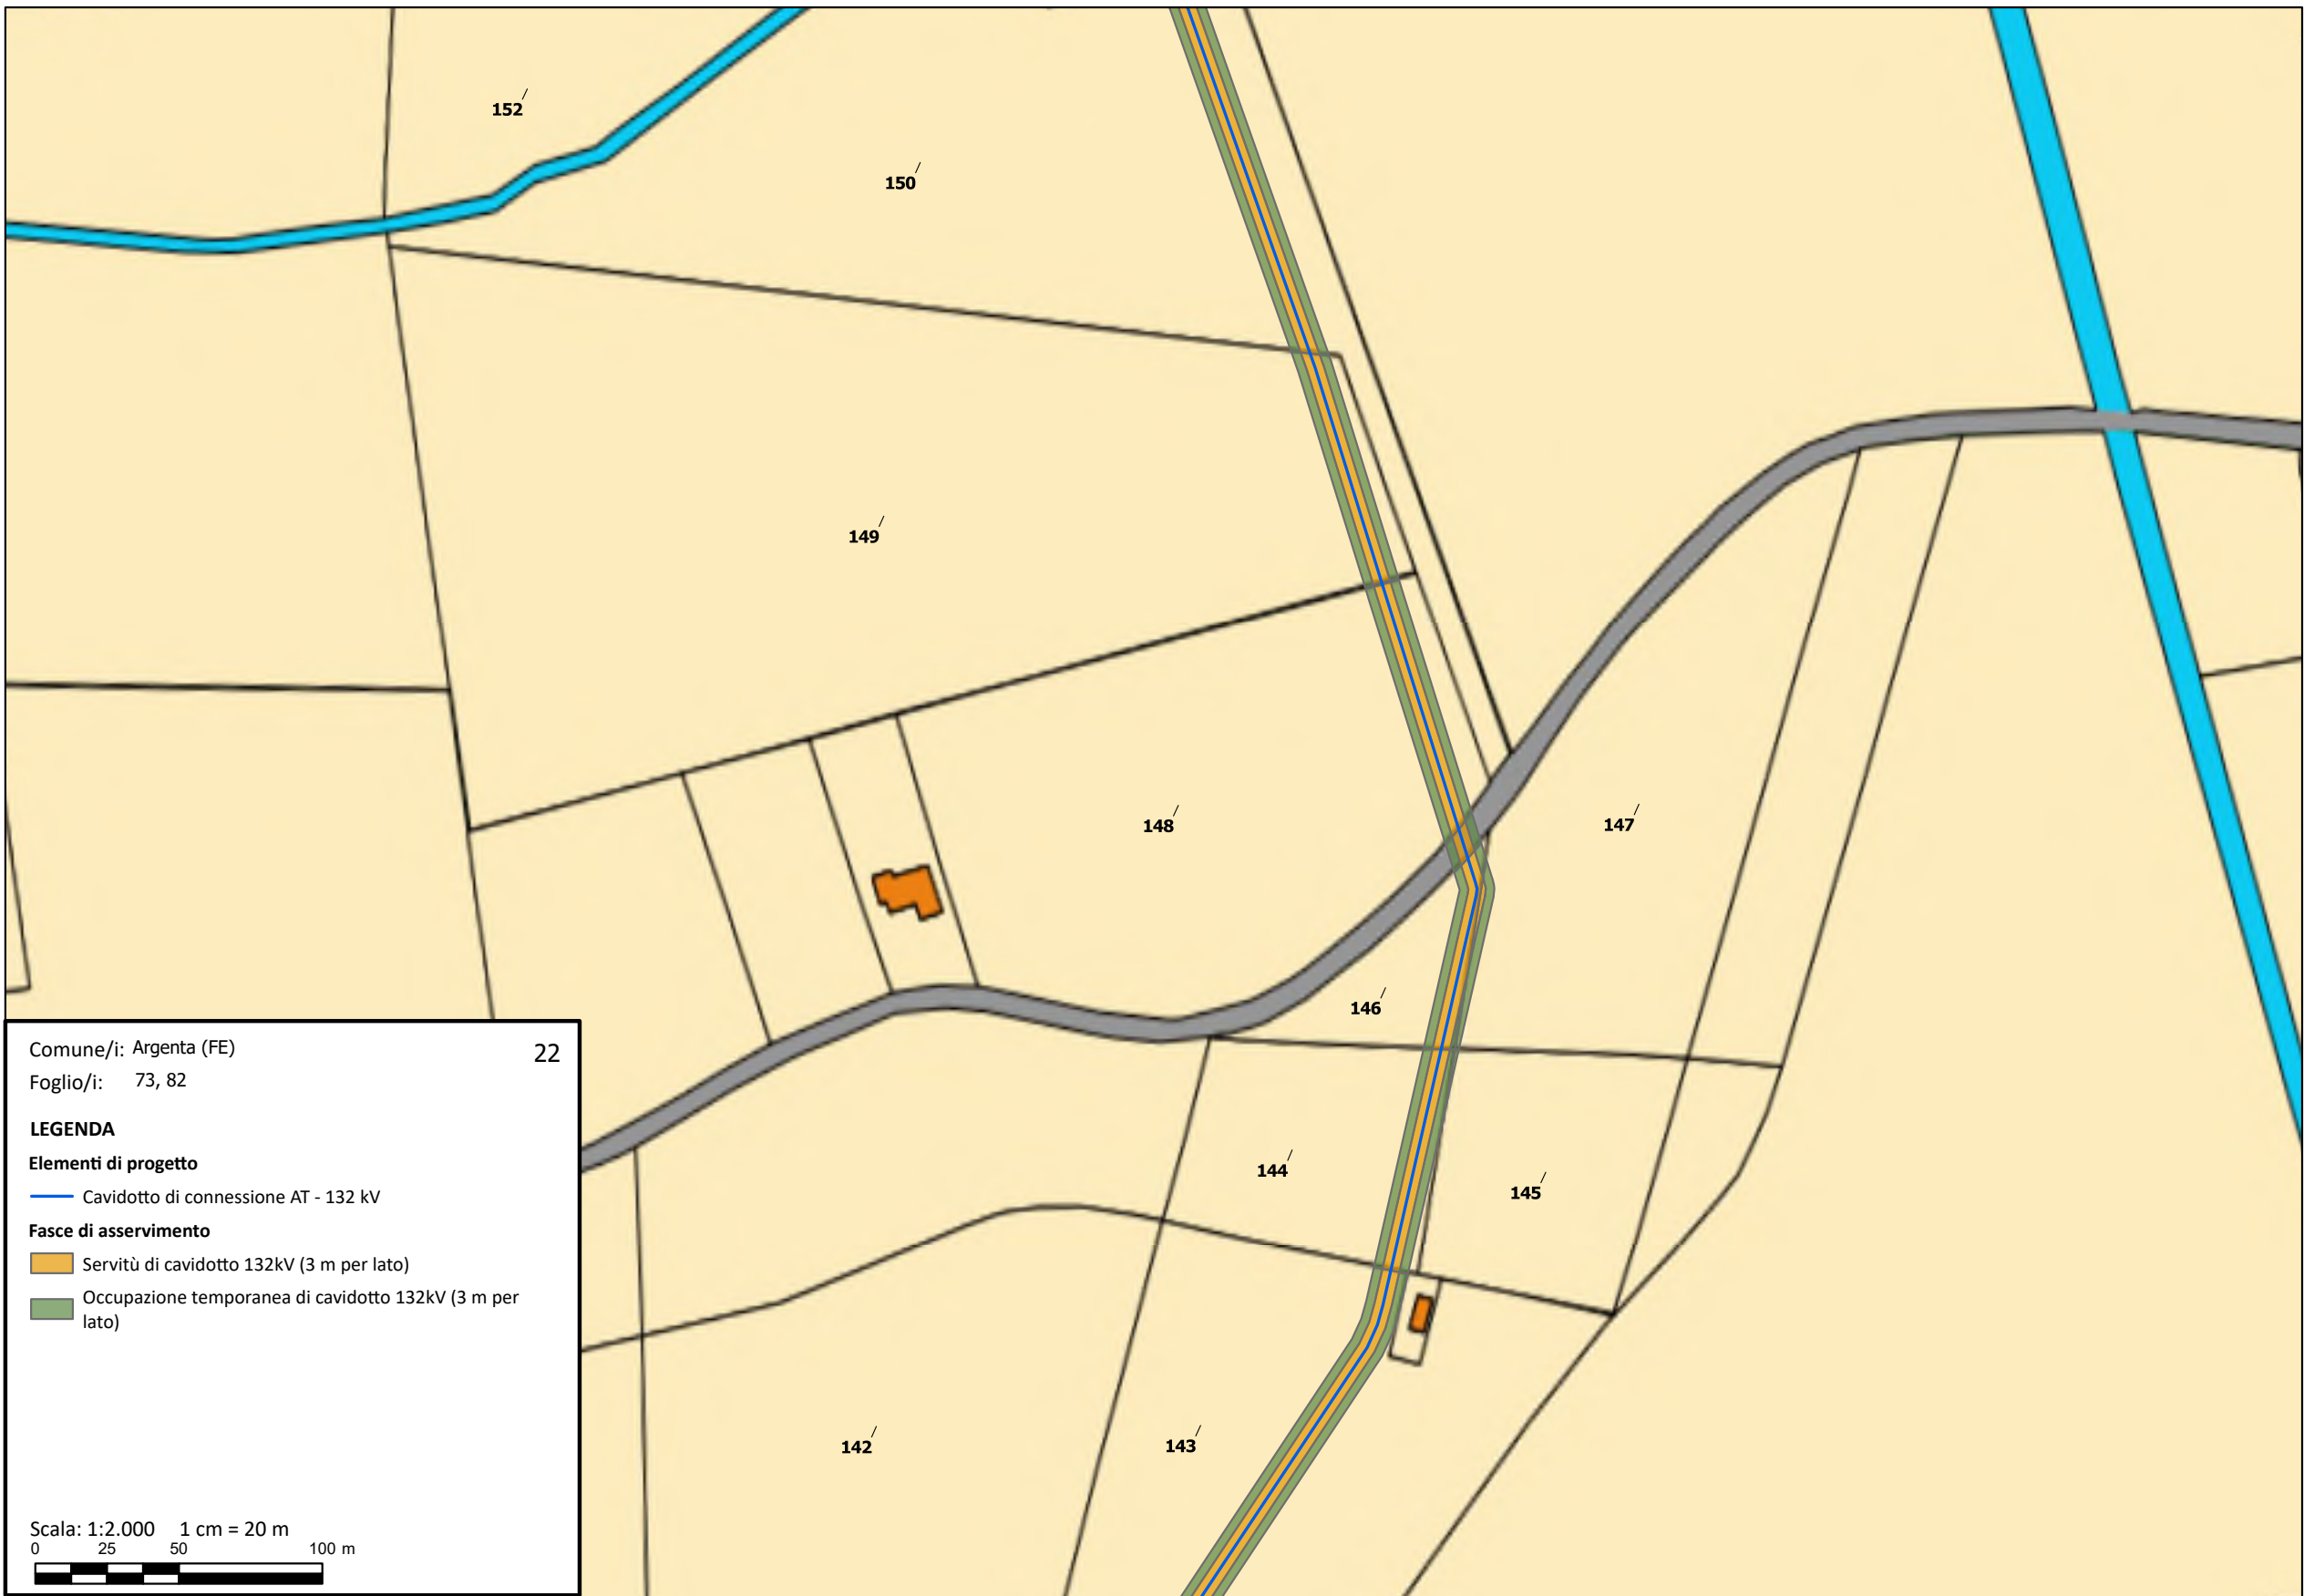 152
150
149
148
147
146
144
145
142
143
Comune/i: Argenta (FE) 22
Foglio/i: 73, 82
LEGENDA
Elementi di progetto
Cavidotto di connessione AT - 132 kV
Fasce di asservimento
Servitù di cavidotto 132kV (3 m per lato)
Occupazione temporanea di cavidotto 132kV (3 m per
lato)
Scala: 1:2.000 1 cm = 20 m
0 25 50 100 m